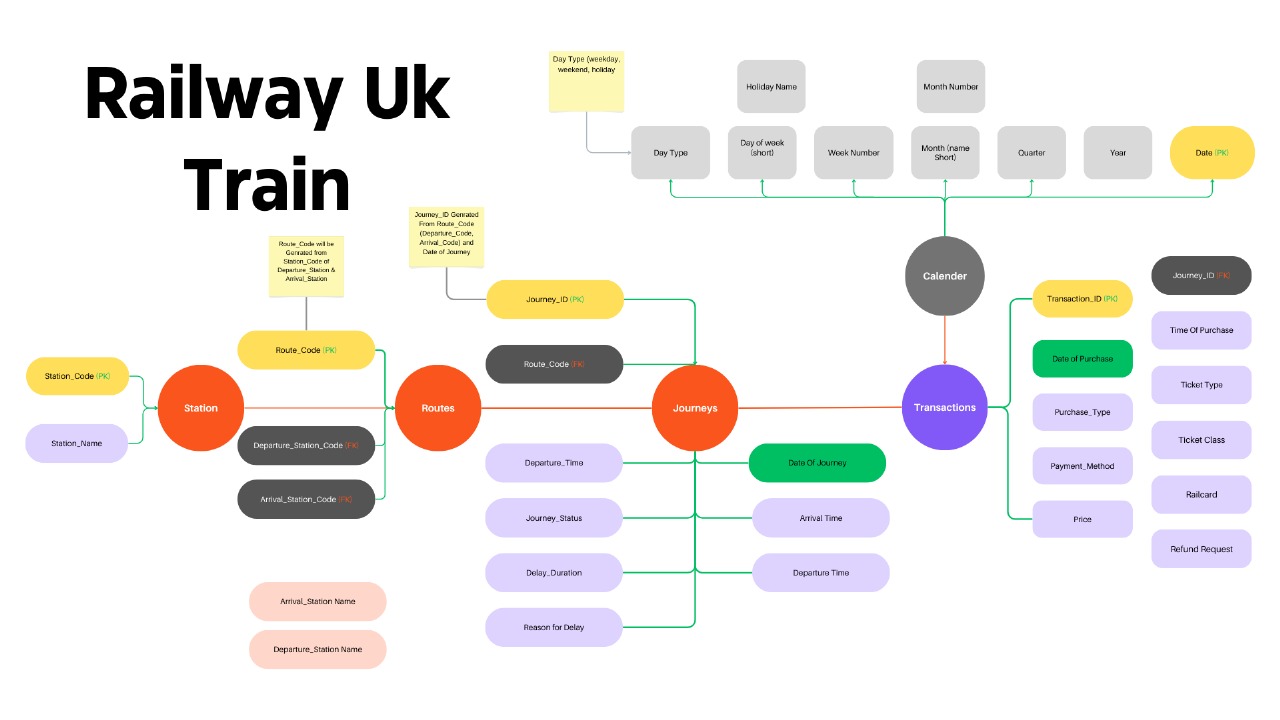 Railway Uk
Train
Day Type (weekday,
weekend, holiday
Holiday Name
Month Number
Day Type
Day of week
(short)
Week Number
Month (name
Short)
Quarter
Year
Date (PK)
Journey_ID Genrated
From Route_Code
(Departure_Code,
Arrival_Code) and
Date of Journey
Route_Code will be
Genrated from
Station_Code of
Departure_Station &
Arrival_Station
Calender
Journey_ID (FK)
Journey_ID (PK)
Transaction_ID (PK)
Time Of Purchase
Route_Code (PK)
Route_Code (FK)
Date of Purchase
Station_Code (PK)
Ticket Type
Station
Routes
Journeys
Transactions
Purchase_Type
Station_Name
Departure_Station_Code (FK)
Ticket Class
Departure_Time
Date Of Journey
Payment_Method
Arrival_Station_Code (FK)
Railcard
Journey_Status
Arrival Time
Price
Refund Request
Delay_Duration
Departure Time
Arrival_Station Name
Reason for Delay
Departure_Station Name